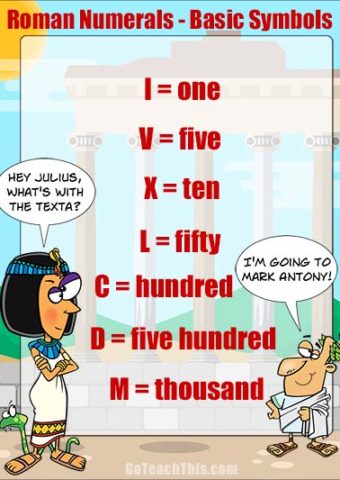 Roman Numerals - Basic Symbols
I = one
V = five
X = ten
HEY JULIUS,
WHAT'S WITH
THE TEXTA?
L = fifty
I'M GOING TO
MARK ANTONY!
C = hundred
D = five hundred
M = thousand
GoTeachThis.com